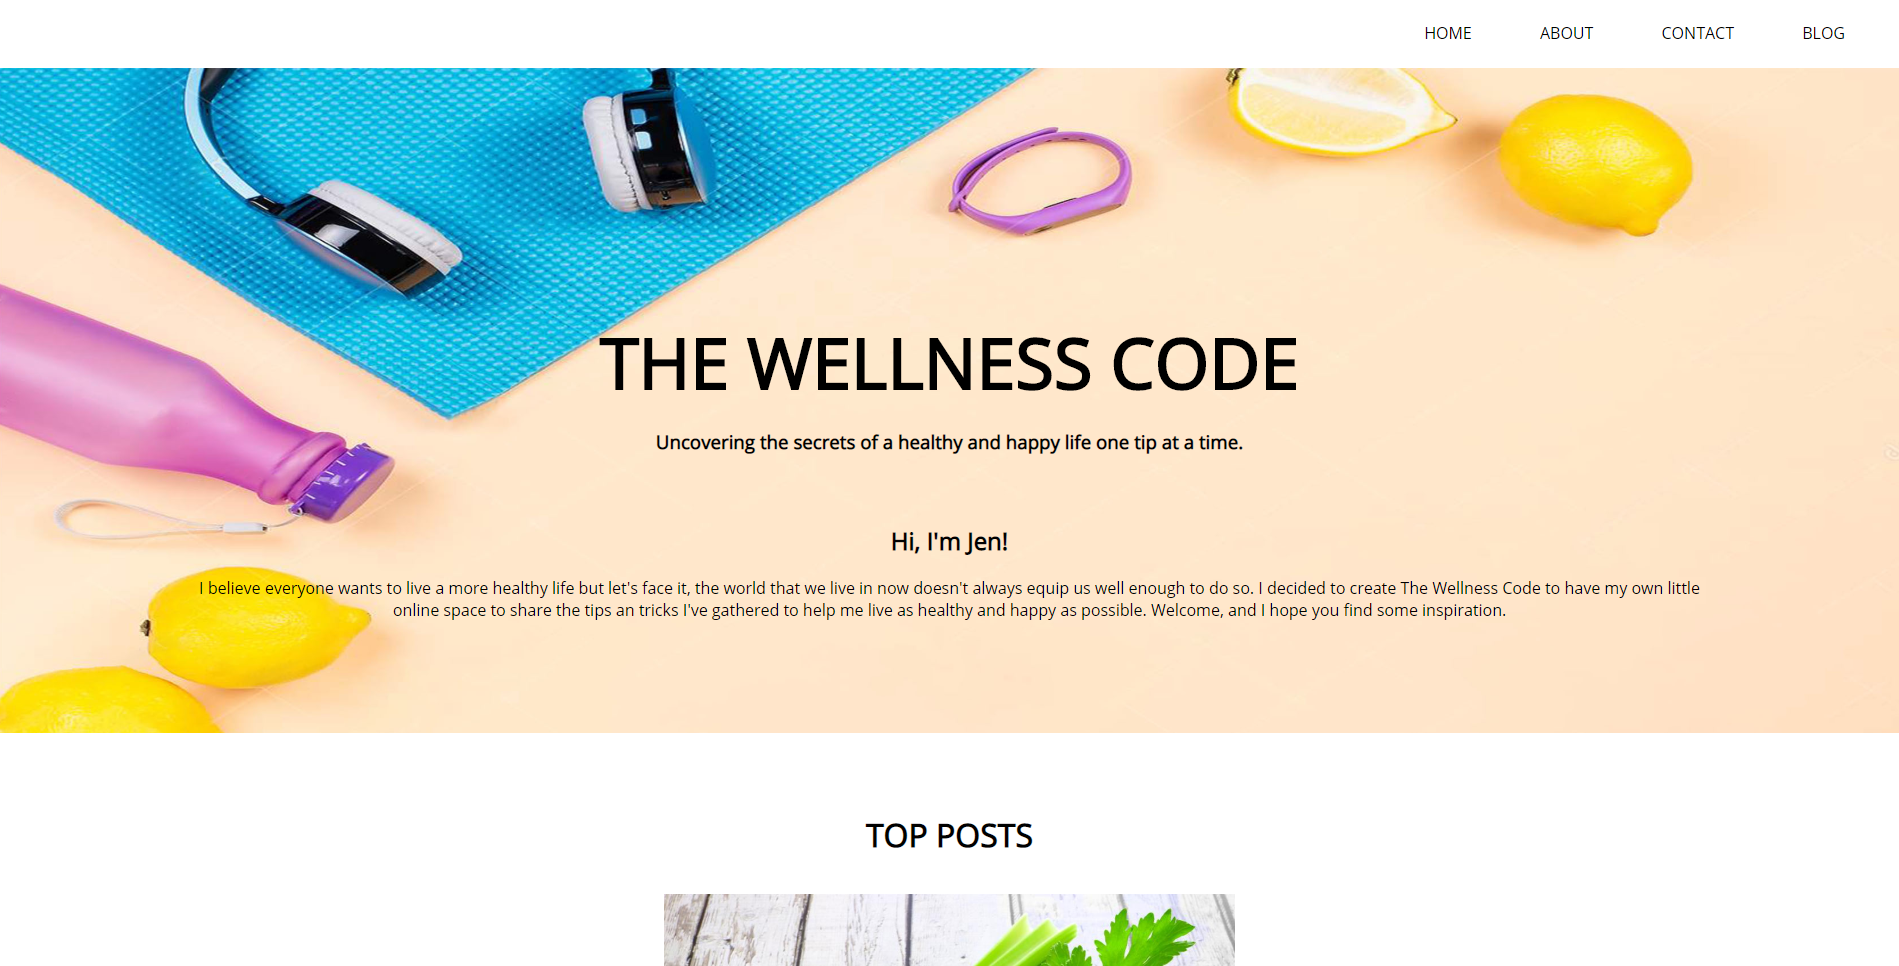 HOME ABOUT CONTACT BLOG
THE WELLNESS CODE
Uncovering the secrets of a healthy and happy life one tip at a time.
Hi, I'm Jen!
I believe everyone wants to live a more healthy life but let's face it, the world that we live in now doesn't always equip us well enough to do so. I decided to create The Wellness Code to have my own little
online space to share the tips an tricks I've gathered to help me live as healthy and happy as possible. Welcome, and I hope you find some inspiration.
TOP POSTS